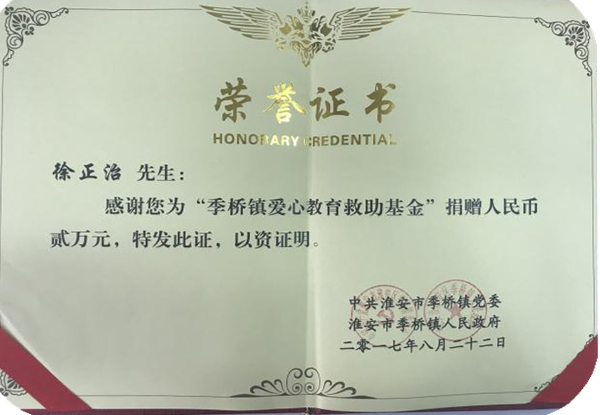 荣誉证书
HONORARY CREDENTIAL
徐正治 先生：
感谢您为“季桥镇爱心教育救助基金”捐赠人民币
贰万元，特发此证，以资证明。
中共淮安市季桥镇党委
淮安市季桥镇人民政府
二零一七年八月二十二日